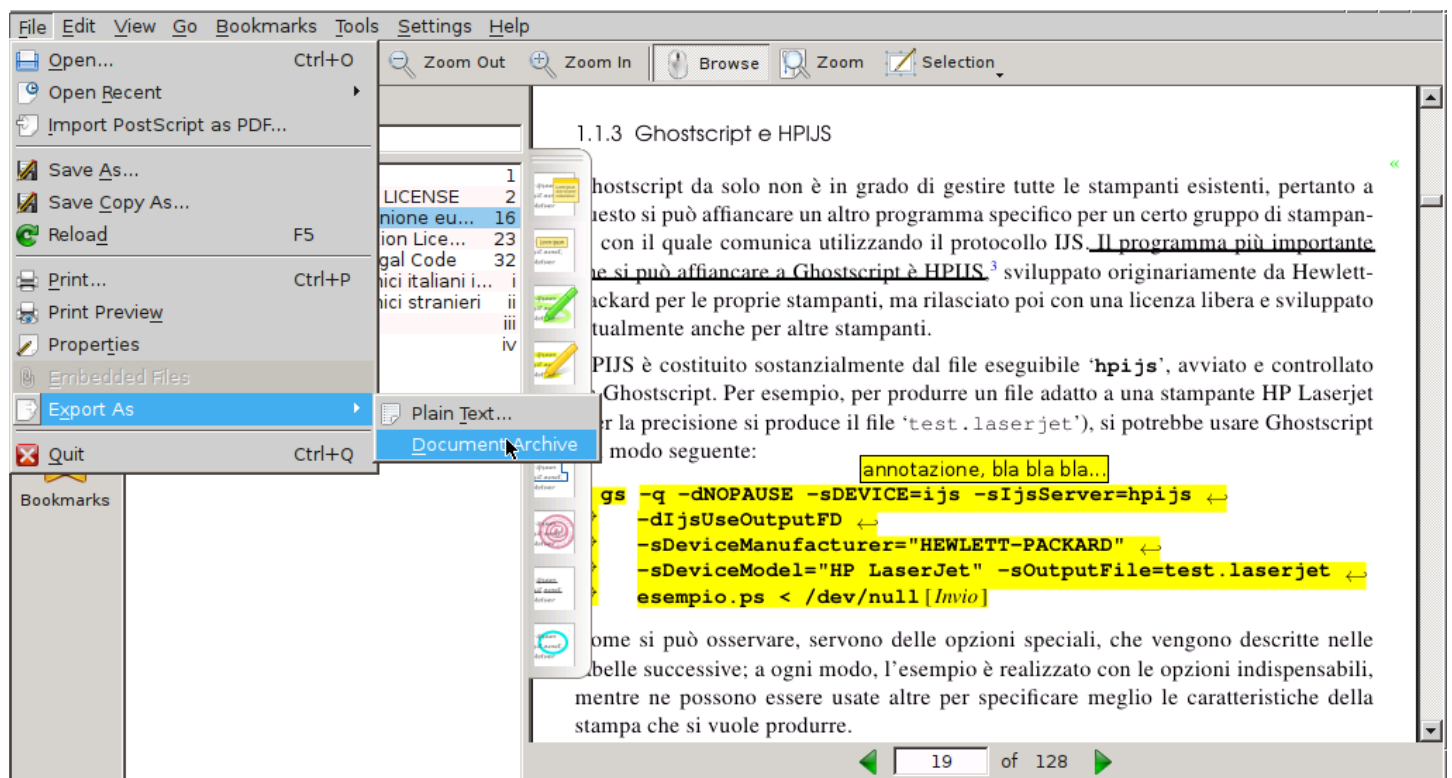 File Edit View Go Bookmarks Tools Settings Help
Open... Ctrl+O
Open Recent
Import PostScript as PDF...
Save As...
Save Copy As...
Reload F5
Print... Ctrl+P
Print Preview
Properties
Embedded Files
Export As
Quit Ctrl+Q
Plain Text...
Document Archive
Bookmarks
Zoom Out Zoom In Browse Zoom Selection
1
LICENSE 2
nione eu... 16
ion Lice... 23
gal Code 32
nici italiani i... i
nici stranieri ii
iii
iv
1.1.3 Ghostscript e HPIJS
«
hostscript da solo non è in grado di gestire tutte le stampanti esistenti, pertanto a
uesto si può affiancare un altro programma specifico per un certo gruppo di stampan-
con il quale comunica utilizzando il protocollo IJS. Il programma più importante
he si può affiancare a Ghostscript è HPIJS,3 sviluppato originariamente da Hewlett-
ackard per le proprie stampanti, ma rilasciato poi con una licenza libera e sviluppato
tualmente anche per altre stampanti.
PIJS è costituito sostanzialmente dal file eseguibile ‘hpijs’, avviato e controllato
Ghostscript. Per esempio, per produrre un file adatto a una stampante HP Laserjet
er la precisione si produce il file ‘test.laserjet’), si potrebbe usare Ghostscript
modo seguente:
annotazione, bla bla bla...
gs -q -dNOPAUSE -sDEVICE=ijs -sIjsServer=hpijs ↩
-dIjsUseOutputFD ↩
-sDeviceManufacturer="HEWLETT-PACKARD" ↩
-sDeviceModel="HP LaserJet" -sOutputFile=test.laserjet ↩
esempio.ps < /dev/null[Invio]
ome si può osservare, servono delle opzioni speciali, che vengono descritte nelle
belle successive; a ogni modo, l’esempio è realizzato con le opzioni indispensabili,
mentre ne possono essere usate altre per specificare meglio le caratteristiche della
stampa che si vuole produrre.
19 of 128